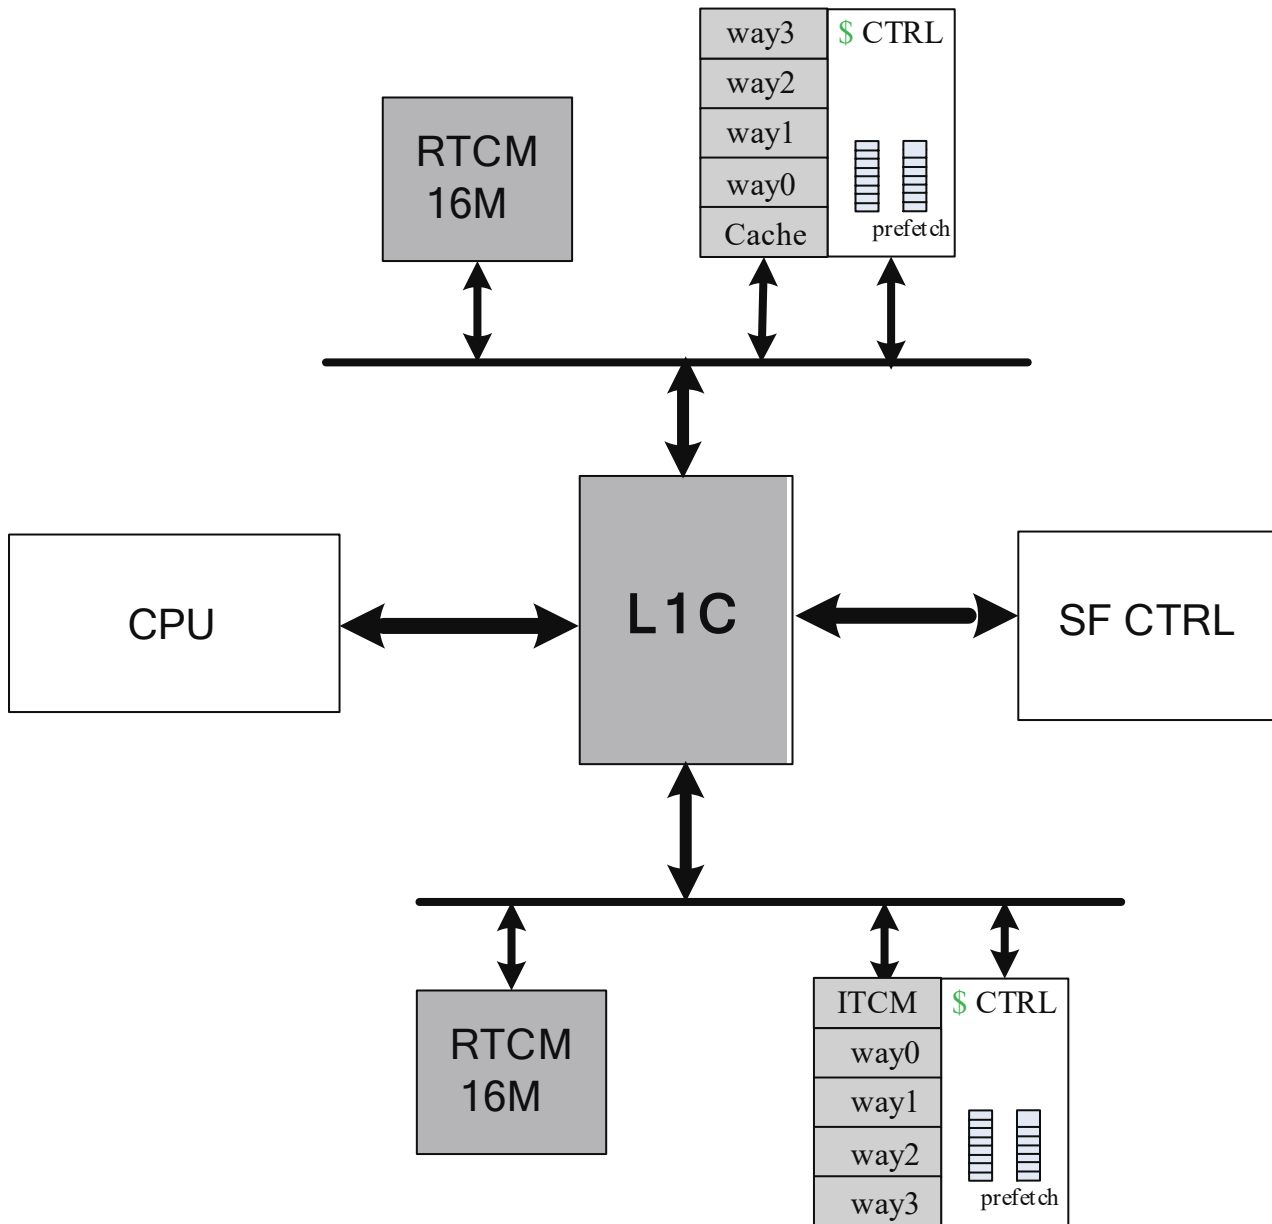 way3
$ CTRL
way2
way1
way0
Cache
prefetch
RTCM
16M
CPU
L1C
SF CTRL
RTCM
16M
ITCM
$ CTRL
way0
way1
way2
way3
prefetch